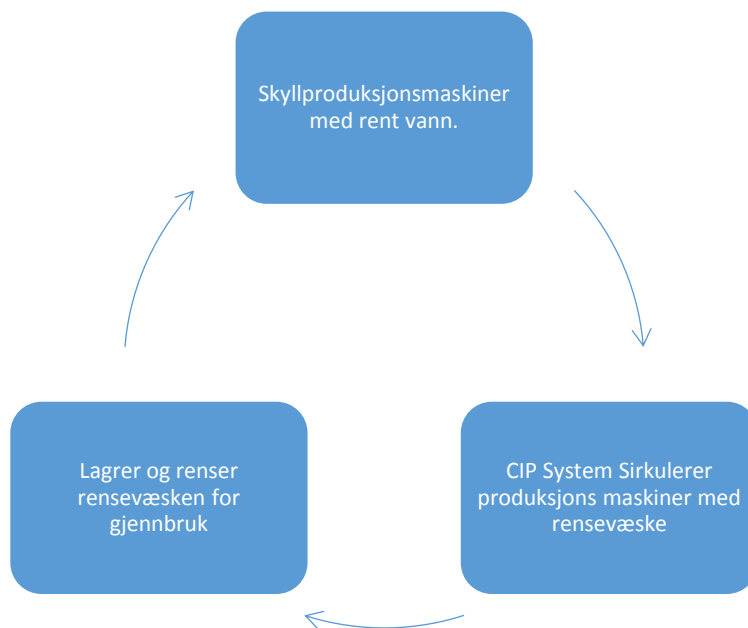 Skyllproduksjonsmaskiner
med rent vann.
CIP System Sirkulerer
produksjons maskiner med
rensevæske
Lagrer og renser
rensevæsken for
gjennbruk